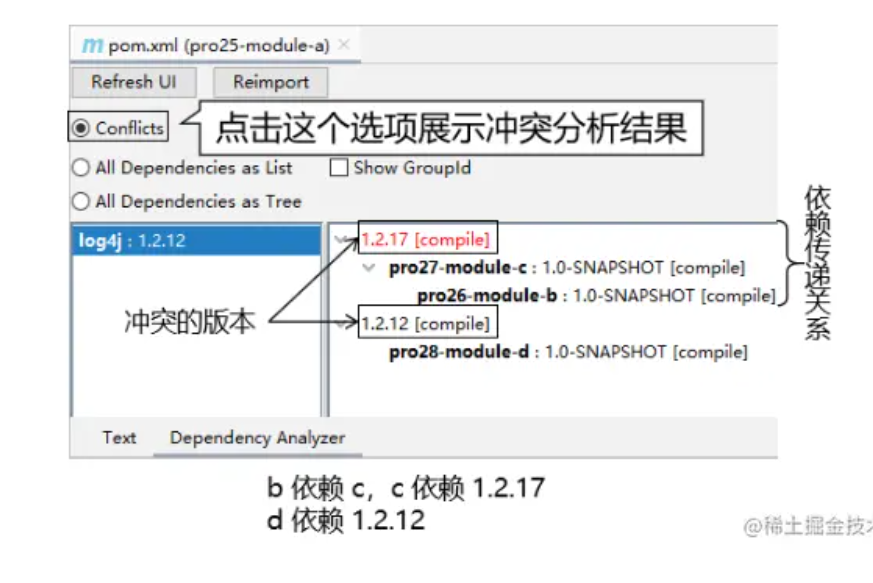 pom.xml (pro25-module-a)
Refresh UI
Reimport
Conflicts
点击这个选项展示冲突分析结果
All Dependencies as List
Show GroupId
All Dependencies as Tree
log4j : 1.2.12
1.2.17 [compile]
pro27-module-c : 1.0-SNAPSHOT [compile]
pro26-module-b : 1.0-SNAPSHOT [compile]
1.2.12 [compile]
pro28-module-d : 1.0-SNAPSHOT [compile]
冲突的版本
依赖传递关系
Text
Dependency Analyzer
b 依赖 c，c 依赖 1.2.17
d 依赖 1.2.12
@稀土掘金技